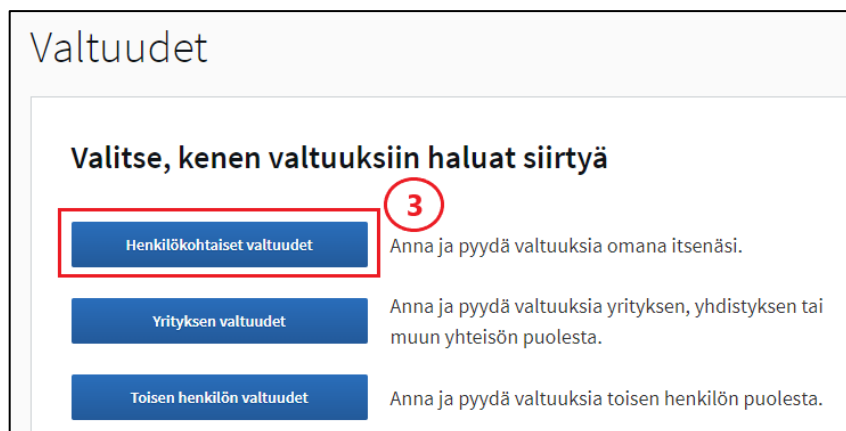 Valtuudet
Valitse, kenen valtuuksiin haluat siirtyä
3
Henkilökohtaiset valtuudet
Anna ja pyydä valtuuksia omana itsenäsi.
Yrityksen valtuudet
Anna ja pyydä valtuuksia yrityksen, yhdistyksen tai
muun yhteisön puolesta.
Toisen henkilön valtuudet
Anna ja pyydä valtuuksia toisen henkilön puolesta.